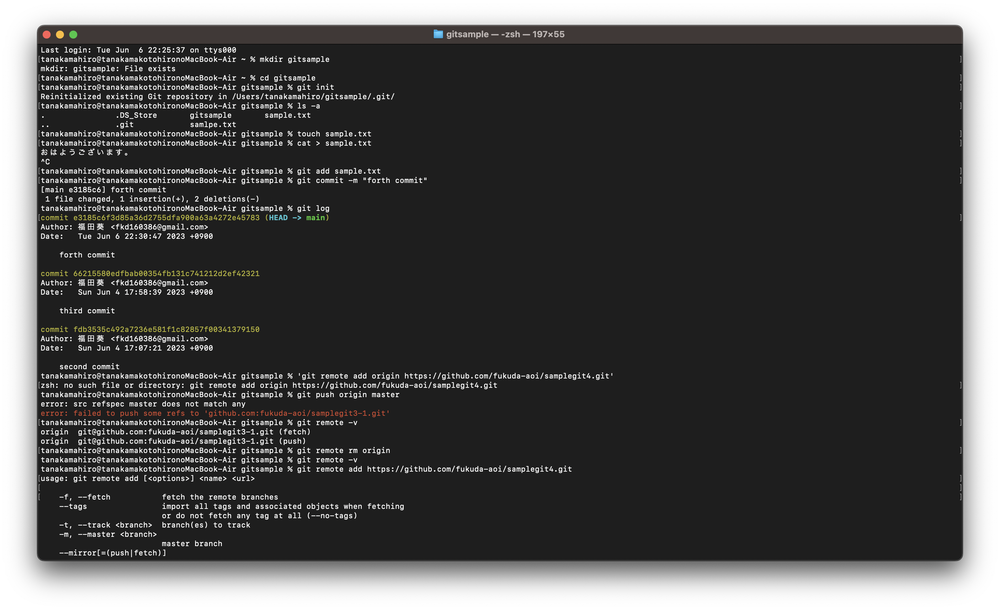 gitsample — -zsh — 197×55
Last login: Tue Jun  6 22:25:37 on ttys000
[tanakamahiro@tanakamakotohironoMacBook-Air ~ % mkdir gitsample ]
mkdir: gitsample: File exists
[tanakamahiro@tanakamakotohironoMacBook-Air ~ % cd gitsample ]
[tanakamahiro@tanakamakotohironoMacBook-Air gitsample % git init ]
Reinitialized existing Git repository in /Users/tanakamahiro/gitsample/.git/
[tanakamahiro@tanakamakotohironoMacBook-Air gitsample % ls -a ]
.               .DS_Store       gitsample       sample.txt
..              .git            samlpe.txt
[tanakamahiro@tanakamakotohironoMacBook-Air gitsample % touch sample.txt ]
[tanakamahiro@tanakamakotohironoMacBook-Air gitsample % cat > sample.txt ]
おはようございます。
^C
[tanakamahiro@tanakamakotohironoMacBook-Air gitsample % git add sample.txt ]
[tanakamahiro@tanakamakotohironoMacBook-Air gitsample % git commit -m "forth commit" ]
[main e3185c6] forth commit
 1 file changed, 1 insertion(+), 2 deletions(-)
tanakamahiro@tanakamakotohironoMacBook-Air gitsample % git log
[commit e3185c6f3d85a36d2755dfa900a63a4272e45783 (HEAD -> main) ]
Author: 福田葵 <fkd160386@gmail.com>
Date:   Tue Jun 6 22:30:47 2023 +0900
    forth commit
commit 66215580edfbab00354fb131c741212d2ef42321
Author: 福田葵 <fkd160386@gmail.com>
Date:   Sun Jun 4 17:58:39 2023 +0900
    third commit
commit fdb3535c492a7236e581f1c82857f00341379150
Author: 福田葵 <fkd160386@gmail.com>
Date:   Sun Jun 4 17:07:21 2023 +0900
    second commit
tanakamahiro@tanakamakotohironoMacBook-Air gitsample % 'git remote add origin https://github.com/fukuda-aoi/samplegit4.git'
[zsh: no such file or directory: git remote add origin https://github.com/fukuda-aoi/samplegit4.git ]
tanakamahiro@tanakamakotohironoMacBook-Air gitsample % git push origin master
error: src refspec master does not match any
error: failed to push some refs to 'github.com:fukuda-aoi/samplegit3-1.git'
[tanakamahiro@tanakamakotohironoMacBook-Air gitsample % git remote -v ]
origin  git@github.com:fukuda-aoi/samplegit3-1.git (fetch)
origin  git@github.com:fukuda-aoi/samplegit3-1.git (push)
[tanakamahiro@tanakamakotohironoMacBook-Air gitsample % git remote rm origin ]
tanakamahiro@tanakamakotohironoMacBook-Air gitsample % git remote -v
tanakamahiro@tanakamakotohironoMacBook-Air gitsample % git remote add https://github.com/fukuda-aoi/samplegit4.git
[usage: git remote add [<options>] <name> <url> ]
[ ]
[    -f, --fetch           fetch the remote branches ]
    --tags                import all tags and associated objects when fetching
                          or do not fetch any tag at all (--no-tags)
    -t, --track <branch>  branch(es) to track
    -m, --master <branch>
                          master branch
    --mirror[=(push|fetch)]